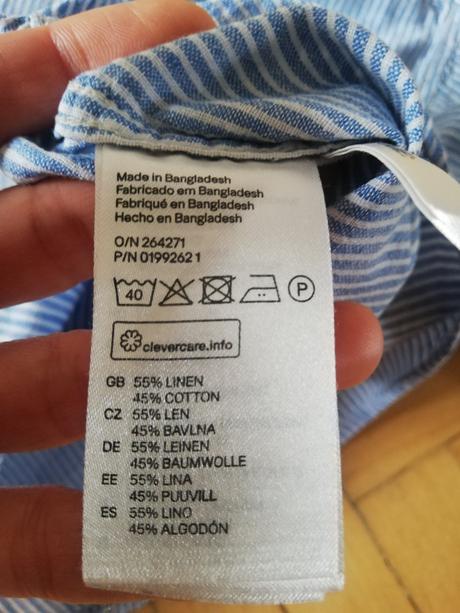 Made in Bangladesh
Fabricado em Bangladesh
Fabriqué en Bangladesh
Hecho en Bangladesh
O/N 264271
P/N 0199262 1
40 P
clevercare.info
GB 55% LINEN
45% COTTON
CZ 55% LEN
45% BAVLNA
DE 55% LEINEN
45% BAUMWOLLE
EE 55% LINA
45% PUUVILL
ES 55% LINO
45% ALGODÓN